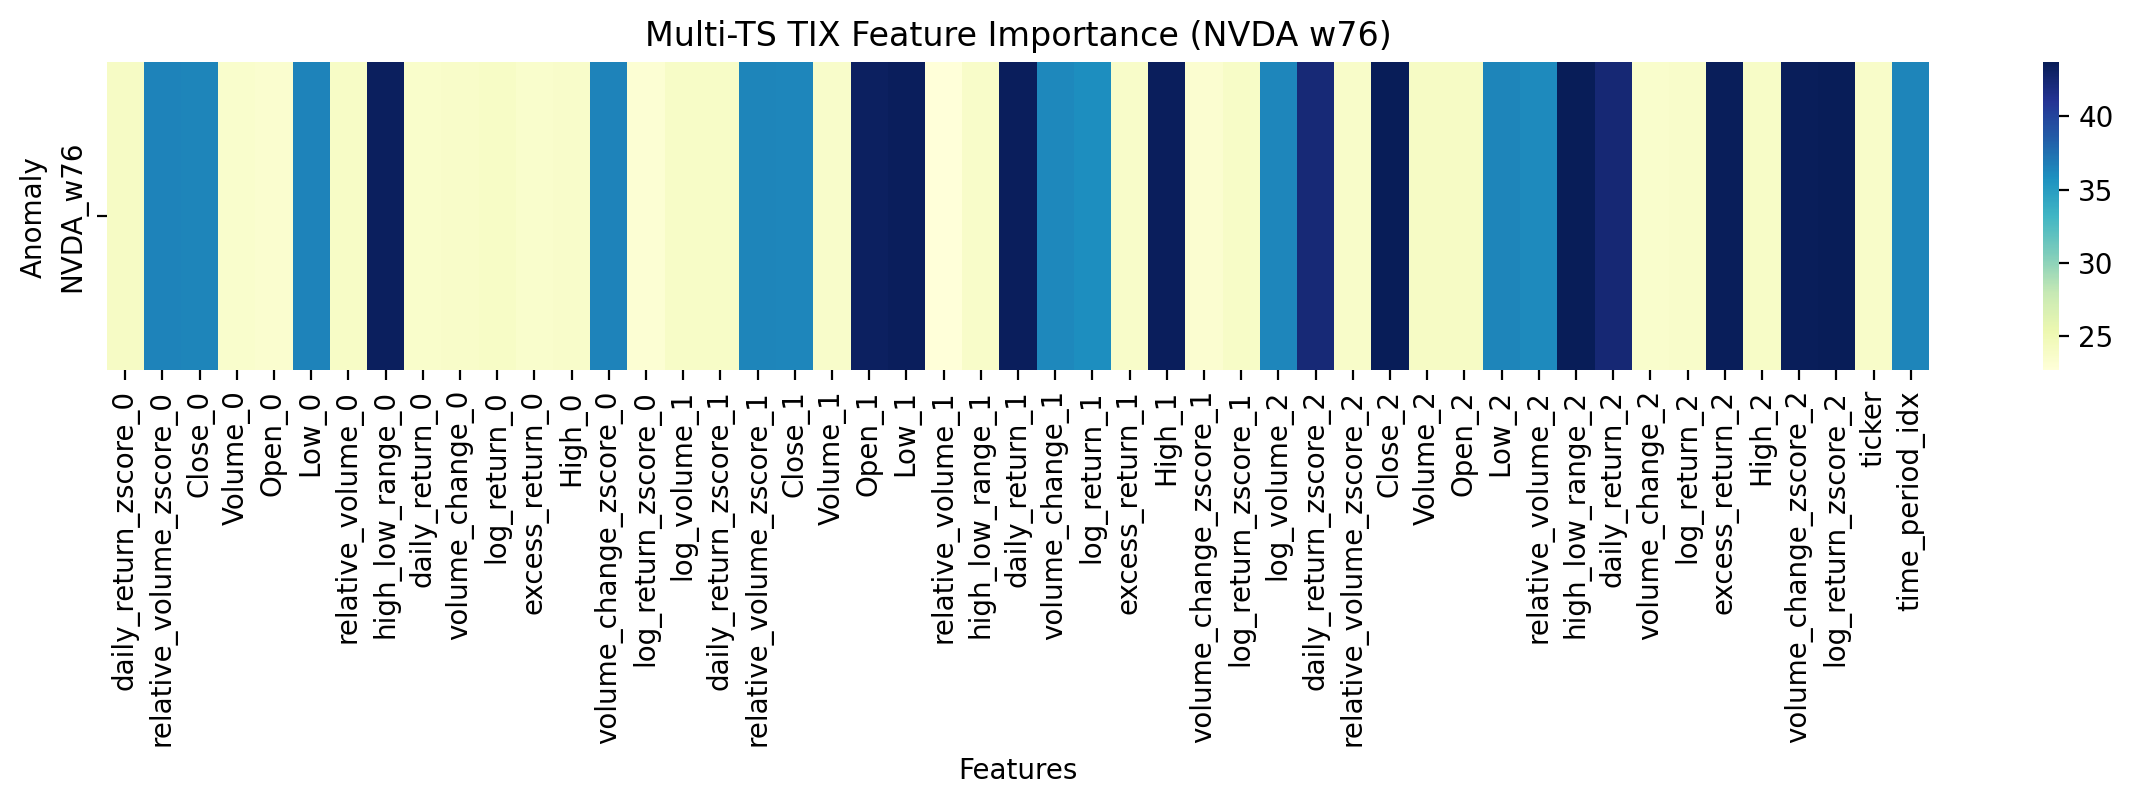 Multi-TS TIX Feature Importance (NVDA w76)
Anomaly
NVDA_w76
40
35
30
25
daily_return_zscore_0
relative_volume_zscore_0
Close_0
Volume_0
Open_0
Low_0
relative_volume_0
high_low_range_0
daily_return_0
volume_change_0
log_return_0
excess_return_0
High_0
volume_change_zscore_0
log_return_zscore_0
log_volume_1
daily_return_zscore_1
relative_volume_zscore_1
Close_1
Volume_1
Open_1
Low_1
relative_volume_1
high_low_range_1
daily_return_1
volume_change_1
log_return_1
excess_return_1
High_1
volume_change_zscore_1
log_return_zscore_1
log_volume_2
daily_return_zscore_2
relative_volume_zscore_2
Close_2
Volume_2
Open_2
Low_2
relative_volume_2
high_low_range_2
daily_return_2
volume_change_2
log_return_2
excess_return_2
High_2
volume_change_zscore_2
log_return_zscore_2
ticker
time_period_idx
Features